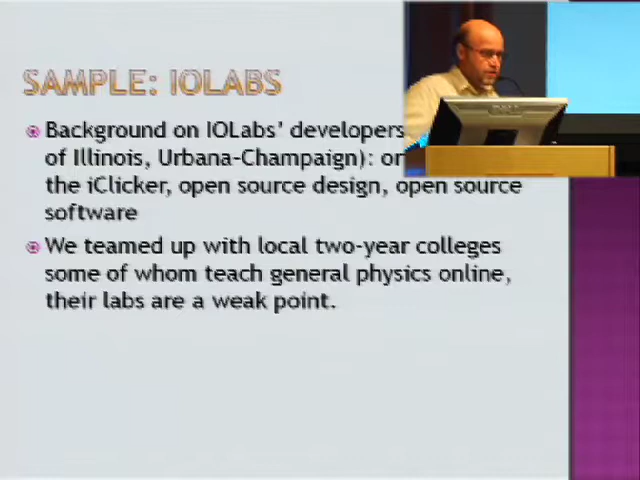 SAMPLE: IOLABS
Background on IOLabs' developers
of Illinois, Urbana-Champaign): or
the iClicker, open source design, open source
software
We teamed up with local two-year colleges
some of whom teach general physics online,
their labs are a weak point.
DELL